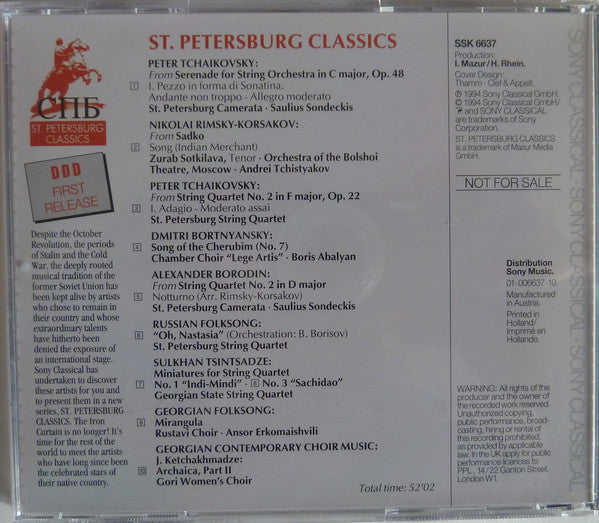 ST. PETERSBURG CLASSICS
СПБ
ST. PETERSBURG
CLASSICS
DDD
FIRST
RELEASE
Despite the October
Revolution, the periods
of Stalin and the Cold
War, the deeply rooted
musical tradition of the
former Soviet Union has
been kept alive by artists
who chose to remain in
their country and whose
extraordinary talents
have hitherto been
denied the exposure of
an international stage.
Sony Classical has
undertaken to discover
these artists for you and
to present them in a new
series, ST. PETERSBURG
CLASSICS. The Iron
Curtain is no longer! It's
time for the rest of the
world to meet the artists
who have long since been
the celebrated stars of
their native country.
PETER TCHAIKOVSKY:
From Serenade for String Orchestra in C major, Op. 48
1 I. Pezzo in forma di Sonatina.
Andante non troppo - Allegro moderato
St. Petersburg Camerata · Saulius Sondeckis
NIKOLAI RIMSKY-KORSAKOV:
From Sadko
2 Song (Indian Merchant)
Zurab Sotkilava, Tenor · Orchestra of the Bolshoi
Theatre, Moscow · Andrei Tchistyakov
PETER TCHAIKOVSKY:
From String Quartet No. 2 in F major, Op. 22
3 I. Adagio - Moderato assai
St. Petersburg String Quartet
DMITRI BORTNYANSKY:
4 Song of the Cherubim (No. 7)
Chamber Choir "Lege Artis" · Boris Abalyan
ALEXANDER BORODIN:
From String Quartet No. 2 in D major
5 Notturno (Arr. Rimsky-Korsakov)
St. Petersburg Camerata · Saulius Sondeckis
RUSSIAN FOLKSONG:
6 "Oh, Nastasia" (Orchestration: B. Borisov)
St. Petersburg String Quartet
SULKHAN TSINTSADZE:
Miniatures for String Quartet
7 No. 1 "Indi-Mindi" · 8 No. 3 "Sachidao"
Georgian State String Quartet
GEORGIAN FOLKSONG:
9 Mirangula
Rustavi Choir · Ansor Erkomaishvili
GEORGIAN CONTEMPORARY CHOIR MUSIC:
J. Ketchakhmadze:
10 Archaica, Part II
Gori Women's Choir
Total time: 52'02
SSK 6637
Production:
I. Mazur / H. Rhein.
Cover Design:
Thamm - Clef & Appelt.
℗ 1994 Sony Classical GmbH.
© 1994 Sony Classical GmbH/
℗ and SONY CLASSICAL
are trademarks of Sony
Corporation.
ST. PETERSBURG CLASSICS
is a trademark of Mazur Media
GmbH.
NOT FOR SALE
Distribution
Sony Music.
01-006637-10
Manufactured
in Austria.
Printed in
Holland/
Imprimé en
Hollande.
WARNING: All rights of the
producer and the owner of
the recorded work reserved.
Unauthorized copying,
public performance, broad-
casting, hiring or rental of
this recording prohibited,
as provided by applicable
law. In the UK apply for
public performance
licences to
PPL, 14/22 Ganton Street,
London W1.
SONY CLASSICAL SONY CLASSICAL SONY CLASSICAL